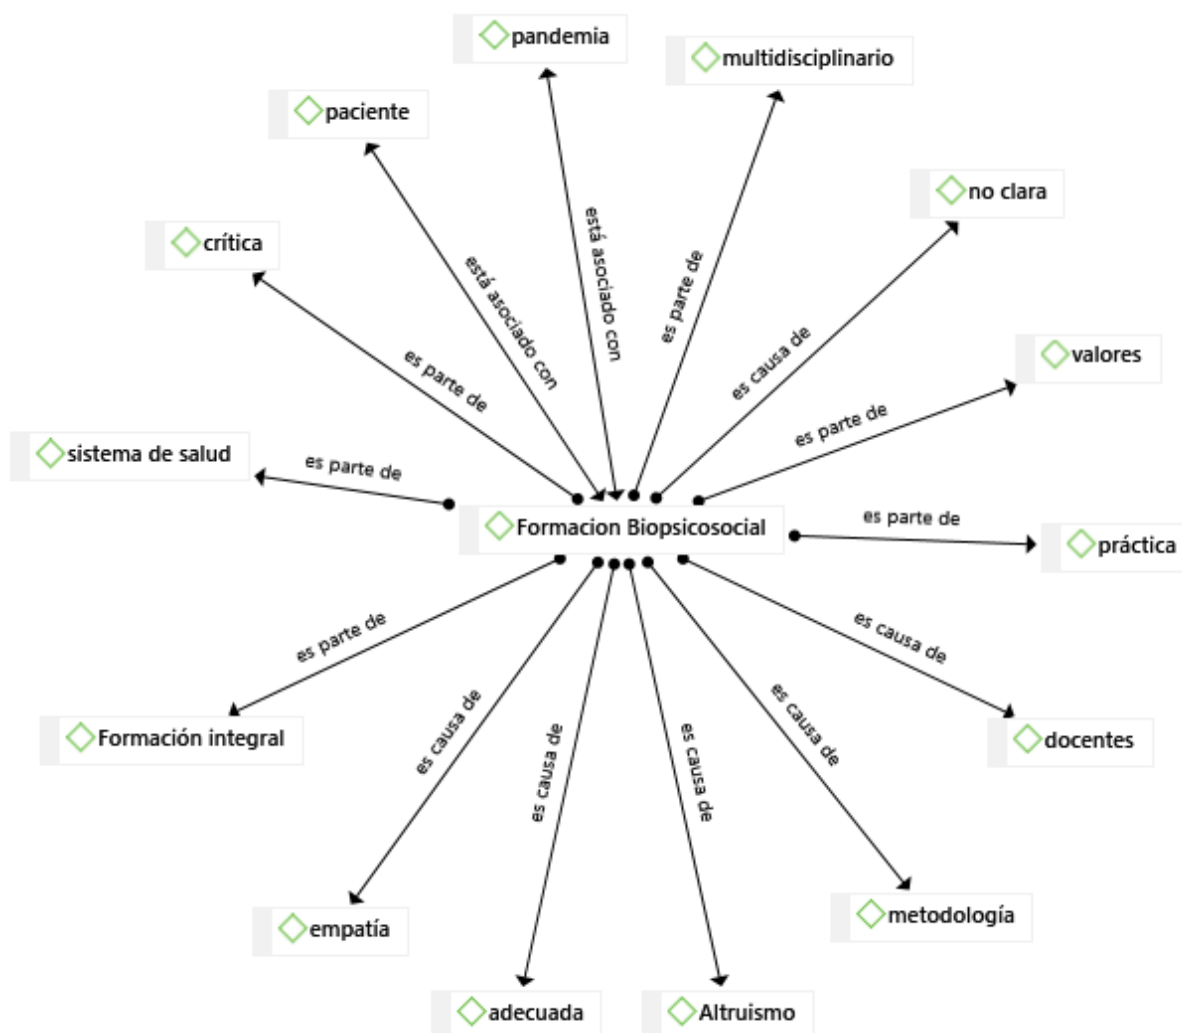 pandemia
multidisciplinario
paciente
no clara
crítica
está asociado con
está asociado con
es parte de
es causa de
valores
es parte de
es parte de
sistema de salud
es parte de
Formacion Biopsicosocial
es parte de
práctica
es parte de
es causa de
Formación integral
es causa de
es causa de
es causa de
es causa de
docentes
empatía
metodología
adecuada
Altruismo